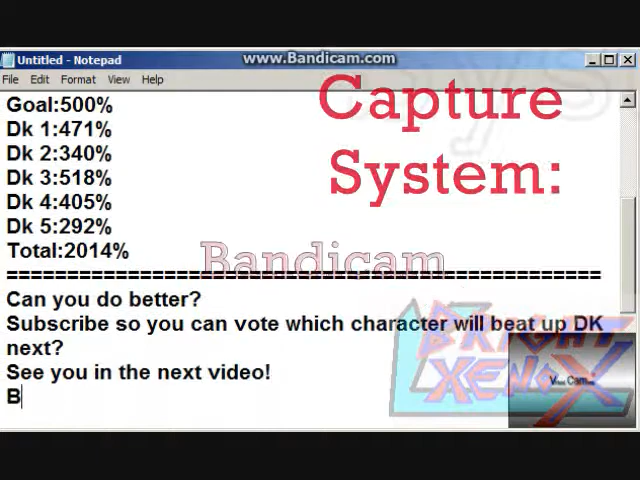 www.Bandicam.com
Untitled - Notepad
File Edit Format View Help
Capture
System:
Goal:500%
Dk 1:471%
Dk 2:340%
Dk 3:518%
Dk 4:405%
Dk 5:292%
Total:2014%
Bandicam
==========================================
Can you do better?
Subscribe so you can vote which character will beat up DK
next?
See you in the next video!
B
BRIGHT
XENOX